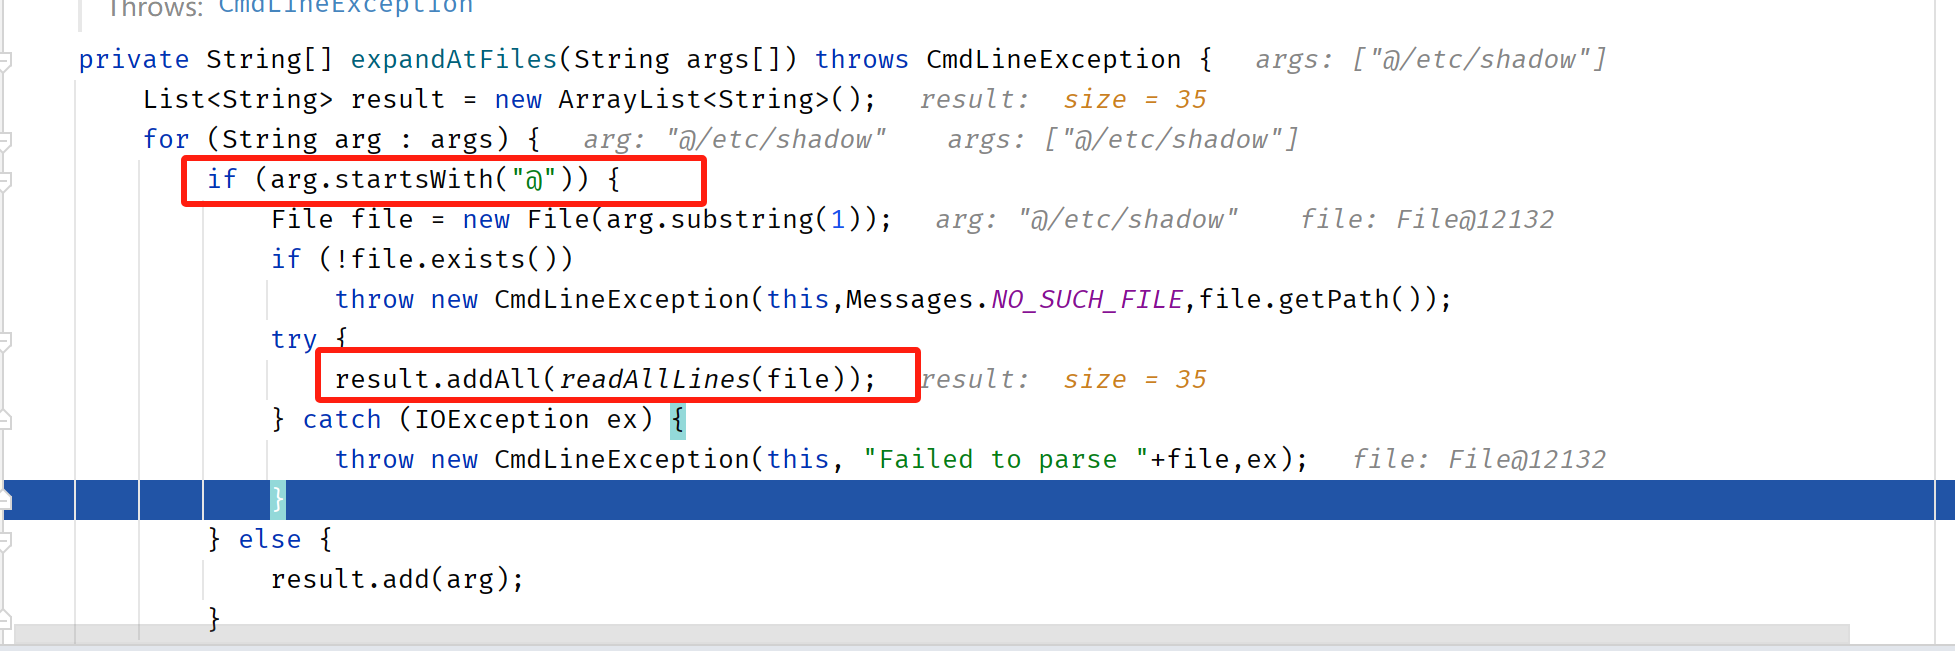 Throws: CmdLineException
private String[] expandAtFiles(String args[]) throws CmdLineException {   args: ["@/etc/shadow"]
List<String> result = new ArrayList<String>();   result:  size = 35
for (String arg : args) {   arg: "@/etc/shadow"    args: ["@/etc/shadow"]
if (arg.startsWith("@")) {
File file = new File(arg.substring(1));   arg: "@/etc/shadow"    file: File@12132
if (!file.exists())
throw new CmdLineException(this,Messages.NO_SUCH_FILE,file.getPath());
try {
result.addAll(readAllLines(file));   result:  size = 35
} catch (IOException ex) {
throw new CmdLineException(this, "Failed to parse "+file,ex);   file: File@12132
}
} else {
result.add(arg);
}